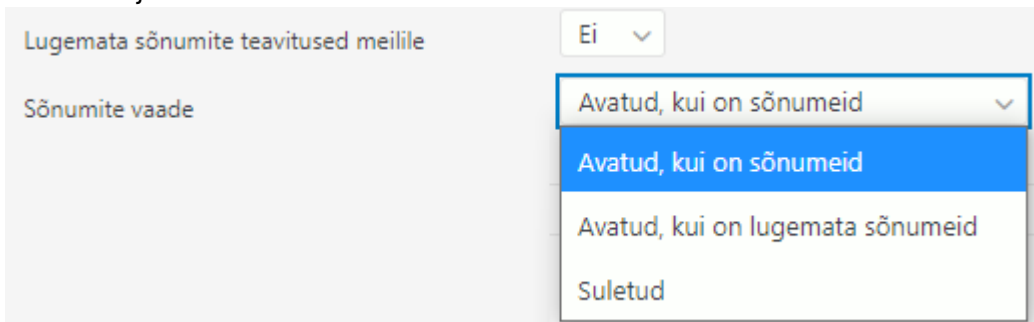 Lugemata sõnumite teavitused meilile
Ei
Sõnumite vaade
Avatud, kui on sõnumeid
Avatud, kui on sõnumeid
Avatud, kui on lugemata sõnumeid
Suletud